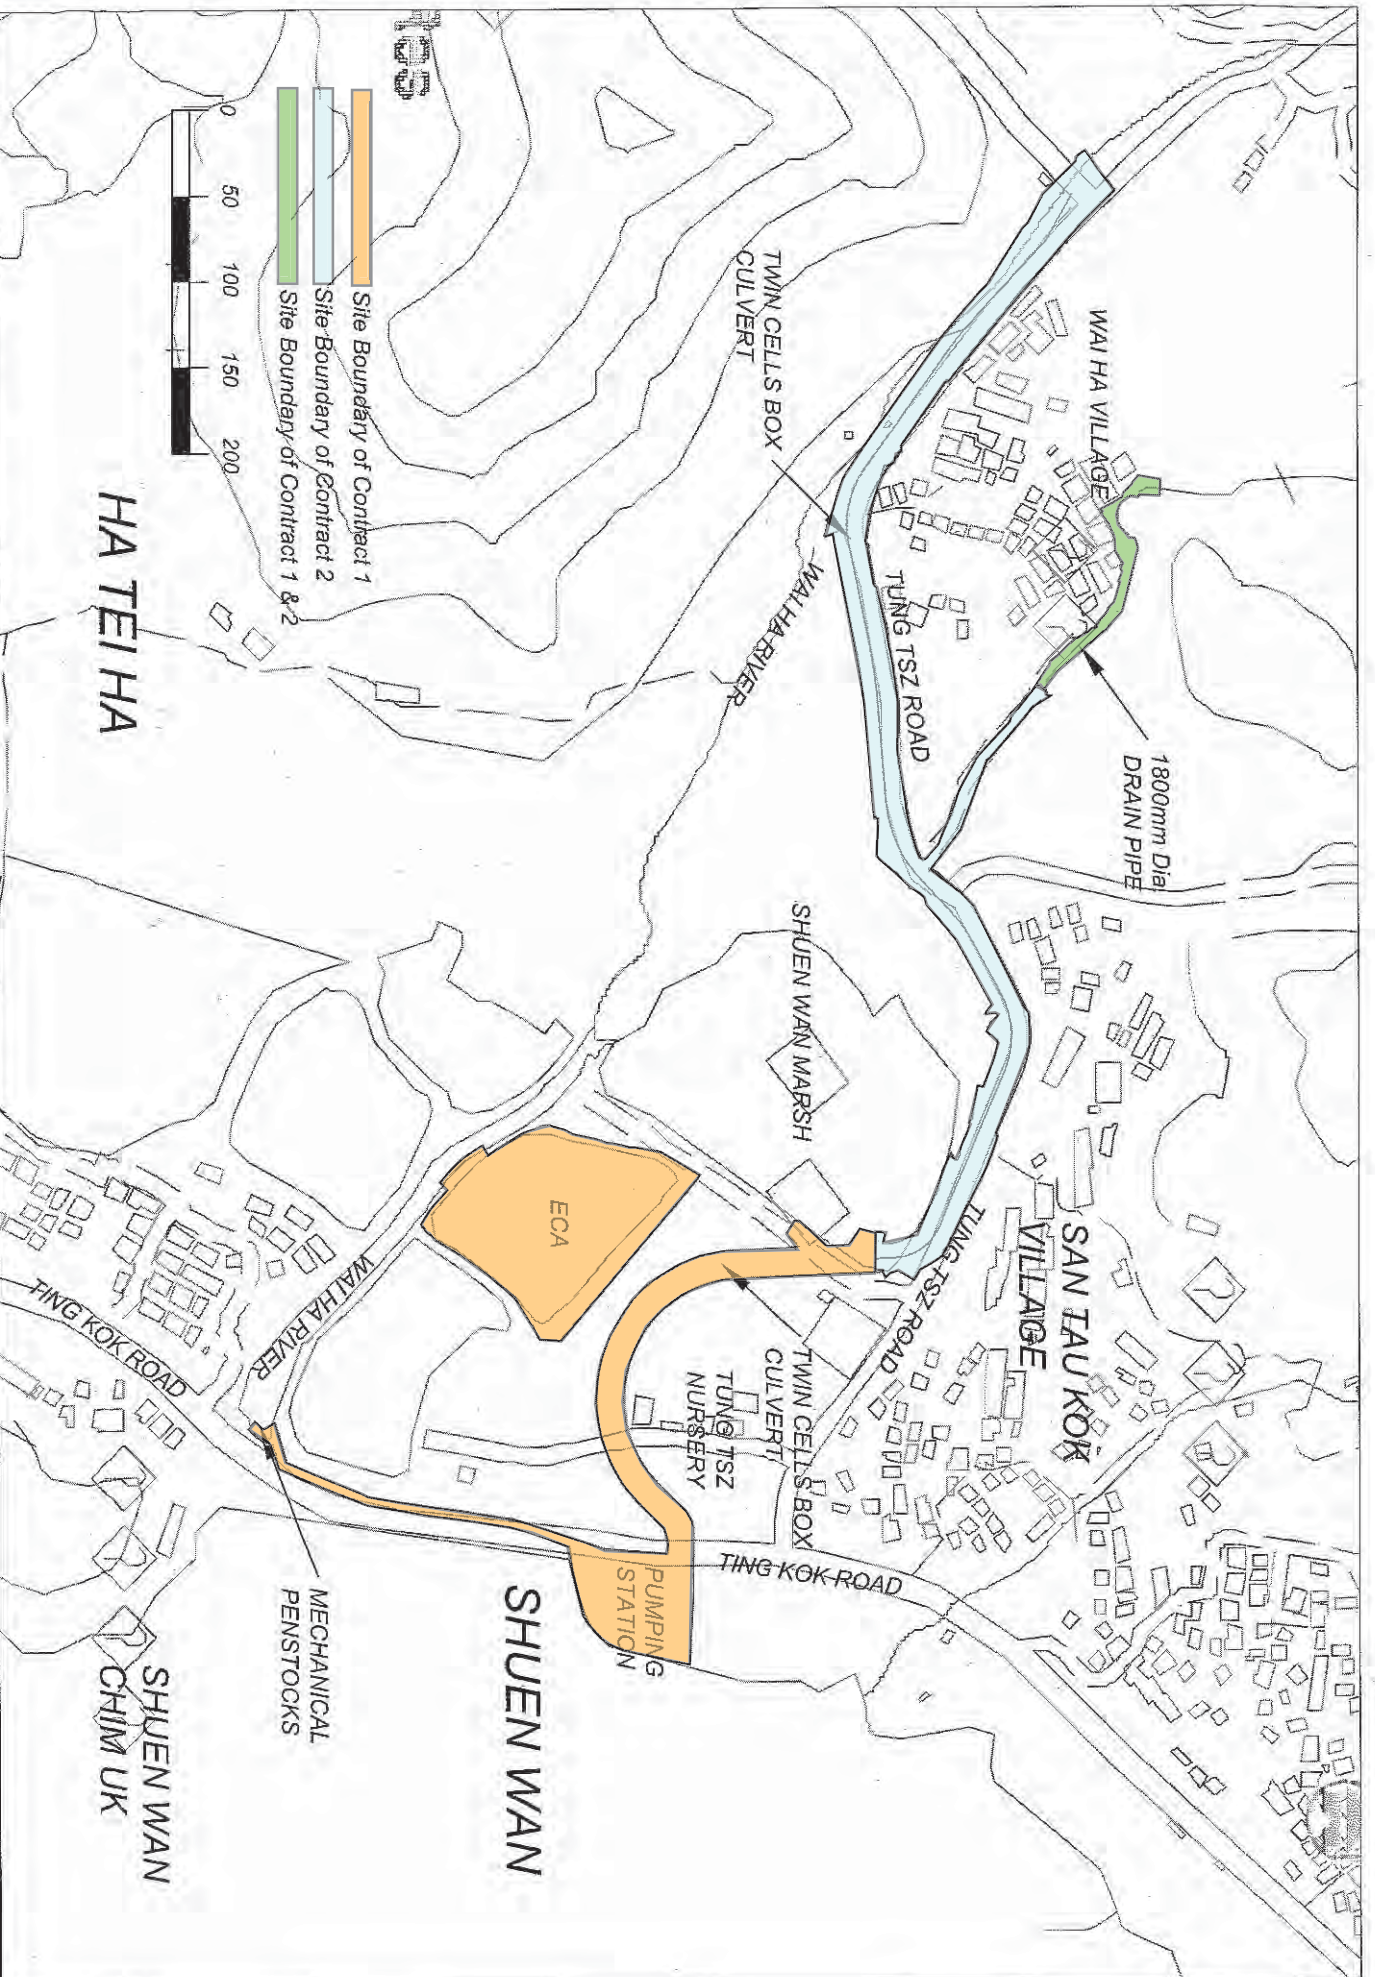 WAI HA VILLAGE
1800mm Dia
DRAIN PIPE
TWIN CELLS BOX
CULVERT
TUNG TSZ ROAD
WAI HA RIVER
SHUEN WAN MARSH
SAN TAU KOK
VILLAGE
TUNG TSZ ROAD
TWIN CELLS BOX
CULVERT
TUNG TSZ
NURSERY
ECA
TING KOK ROAD
PUMPING
STATION
WAI HA RIVER
TING KOK ROAD
MECHANICAL
PENSTOCKS
SHUEN WAN
SHUEN WAN
CHIM UK
HA TEI HA
Site Boundary of Contract 1
Site Boundary of Contract 2
Site Boundary of Contract 1 & 2
0 50 100 150 200